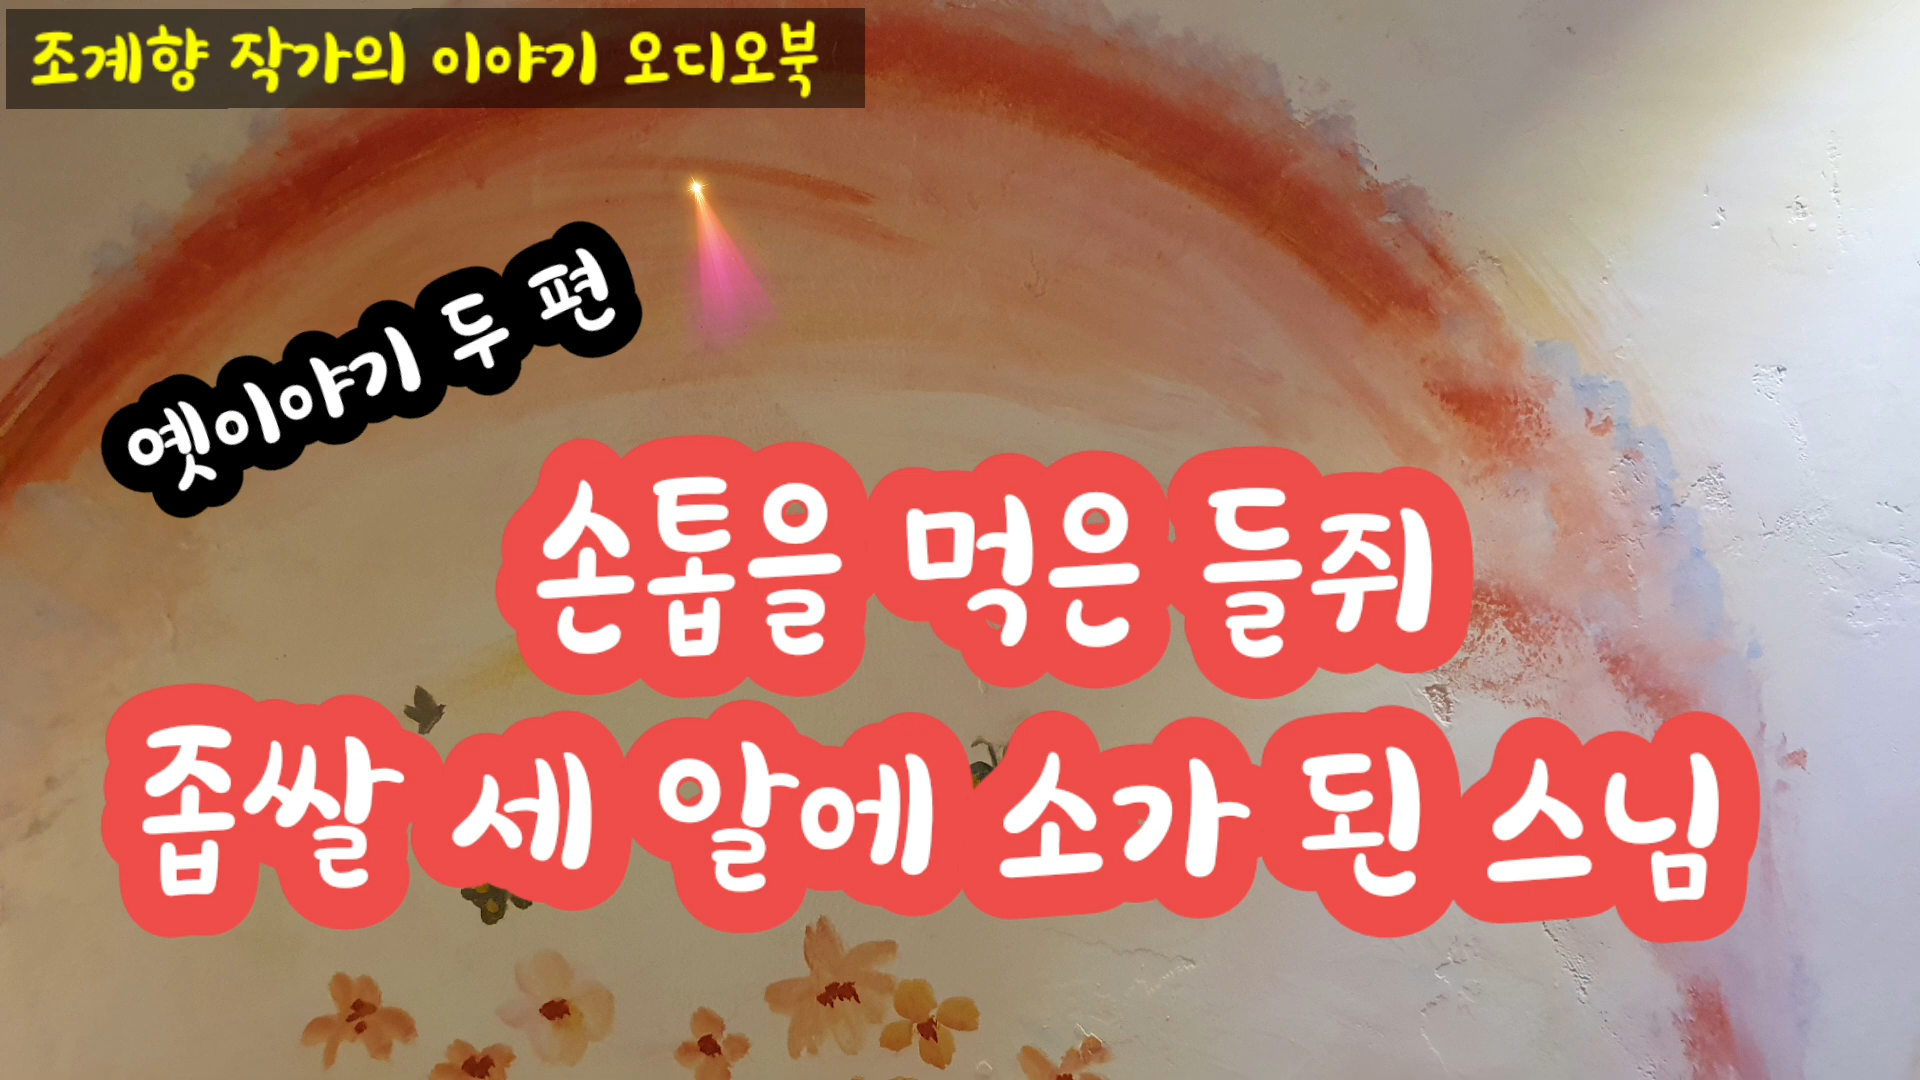 조계향 작가의 이야기 오디오북
옛이야기 두 편
손톱을 먹은 들쥐
좁쌀 세 알에 소가 된 스님